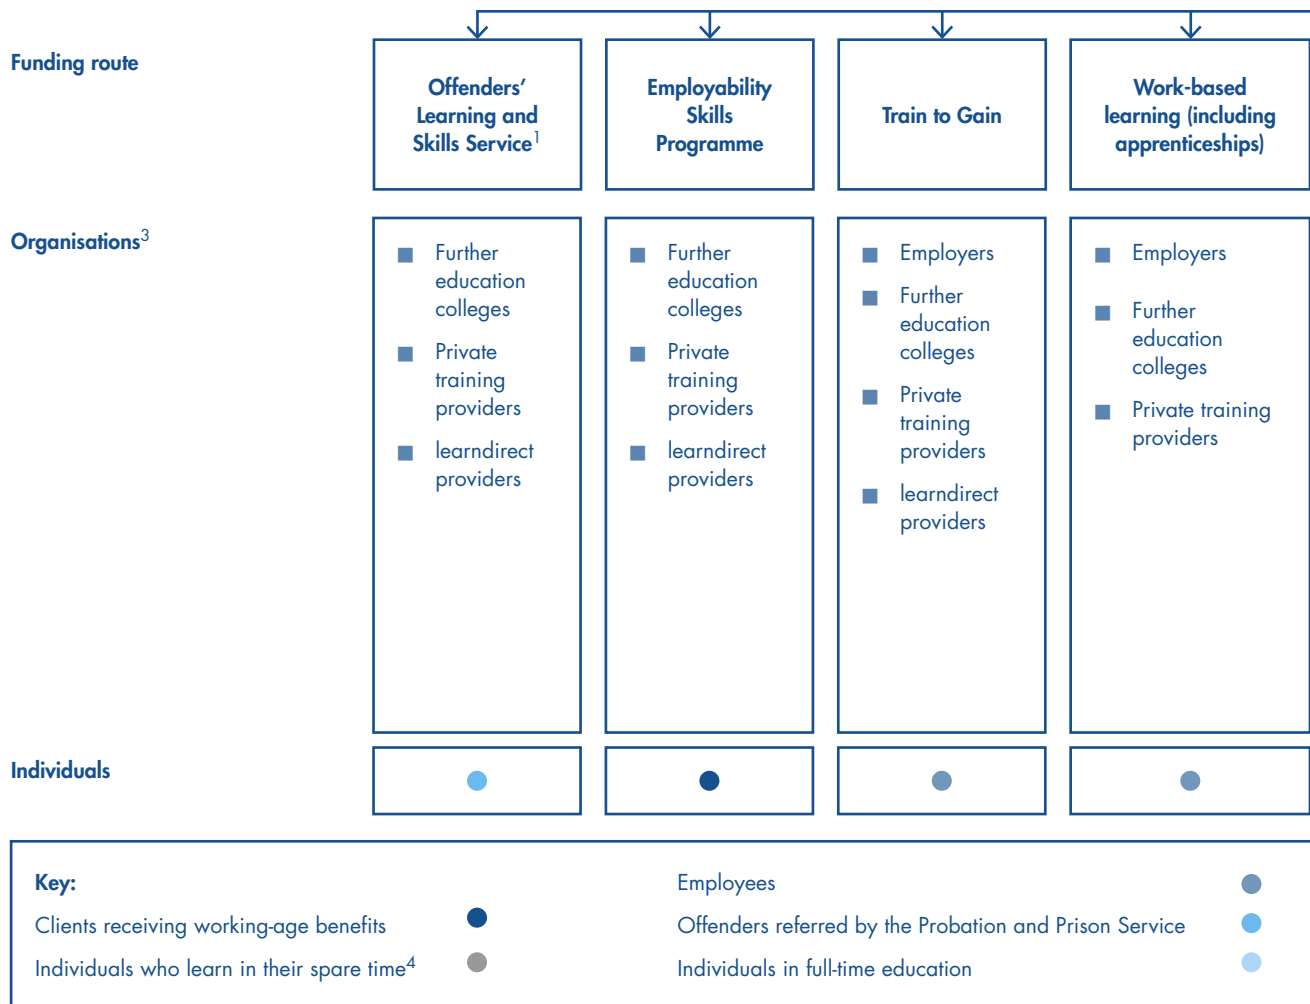 Funding route
Offenders’
Learning and
Skills Service1
Employability
Skills
Programme
Train to Gain
Work-based
learning (including
apprenticeships)
Organisations3
Further
education
colleges
Private
training
providers
learndirect
providers
Further
education
colleges
Private
training
providers
learndirect
providers
Employers
Further
education
colleges
Private
training
providers
learndirect
providers
Employers
Further
education
colleges
Private training
providers
Individuals
Key:
Clients receiving working-age benefits
Individuals who learn in their spare time4
Employees
Offenders referred by the Probation and Prison Service
Individuals in full-time education